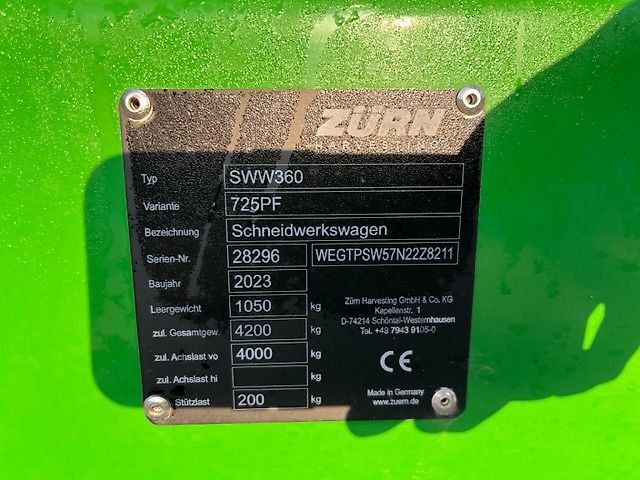 ZÜRN
HARVESTING
Typ SWW360
Variante 725PF
Bezeichnung Schneidwerkswagen
Serien-Nr. 28296 WEGTPSW57N22Z8211
Baujahr 2023
Leergewicht 1050 kg
zul. Gesamtgew. 4200 kg
zul. Achslast vo 4000 kg
zul. Achslast hi kg
Stützlast 200 kg
Zürn Harvesting GmbH & Co. KG
Kapellenstr. 1
D-74214 Schöntal-Westernhausen
Tel. +49 7943 9105-0
CE
Made in Germany
www.zuern.de